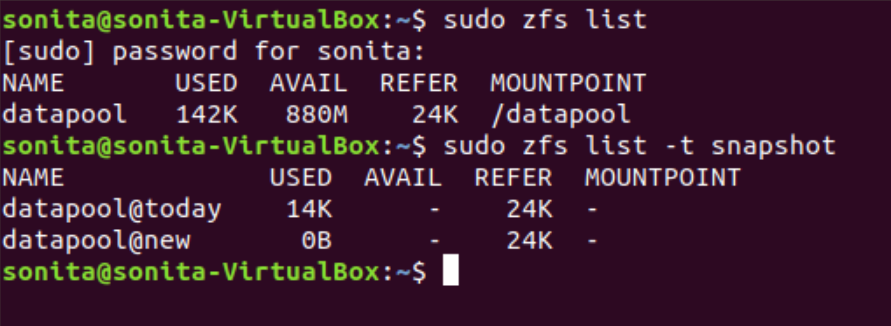 sonita@sonita-VirtualBox:~$ sudo zfs list
[sudo] password for sonita:
NAME       USED  AVAIL  REFER  MOUNTPOINT
datapool   142K   880M    24K  /datapool
sonita@sonita-VirtualBox:~$ sudo zfs list -t snapshot
NAME             USED  AVAIL  REFER  MOUNTPOINT
datapool@today    14K      -    24K  -
datapool@new       0B      -    24K  -
sonita@sonita-VirtualBox:~$